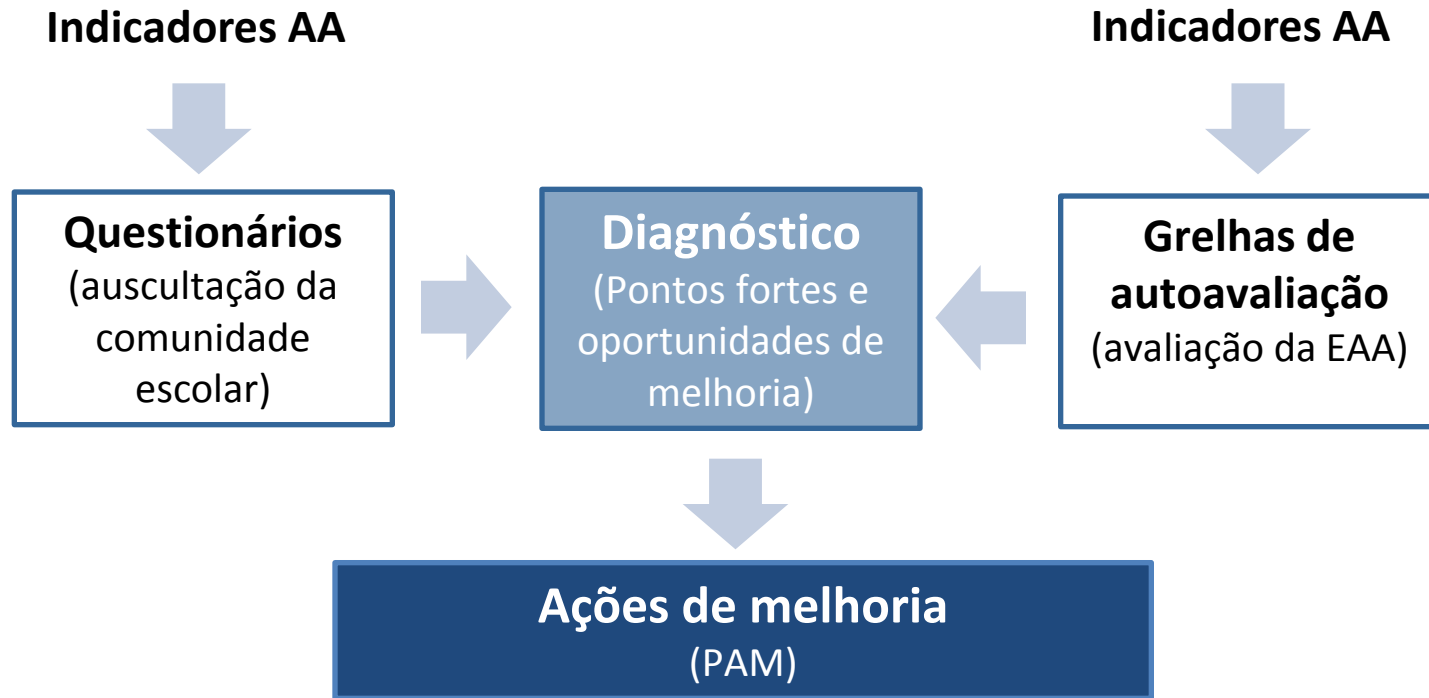 Indicadores AA
Indicadores AA
Questionários
(auscultação da
comunidade
escolar)
Diagnóstico
(Pontos fortes e
oportunidades de
melhoria)
Grelhas de
autoavaliação
(avaliação da EAA)
Ações de melhoria
(PAM)